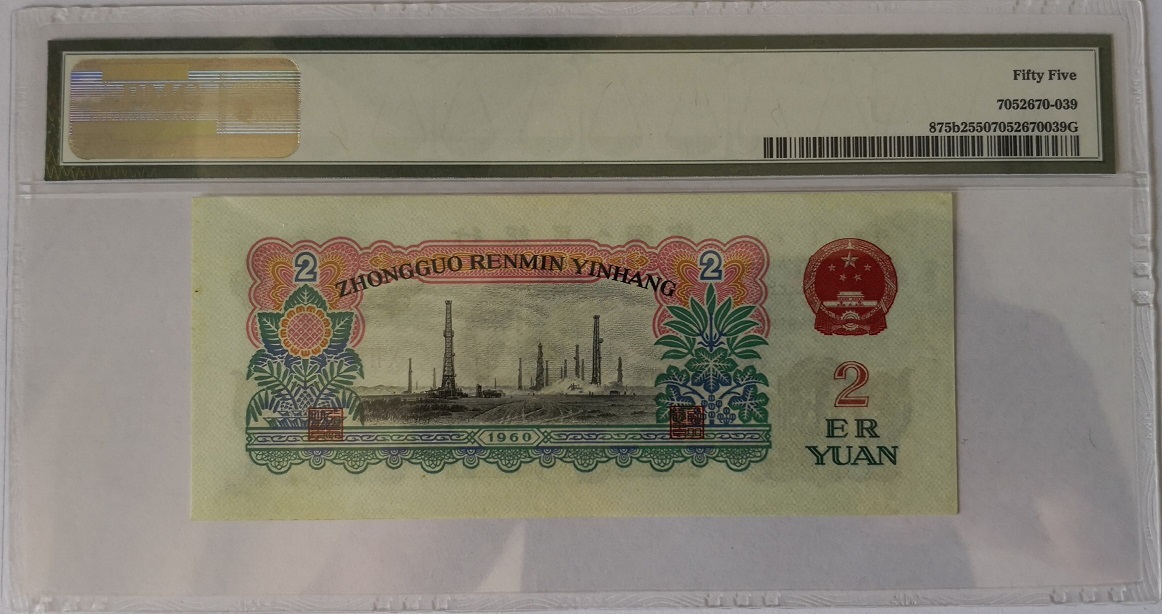 Fifty Five
7052670-039
875b25507052670039G
2
ZHONGGUO RENMIN YINHANG
2
2
ER
YUAN
1960